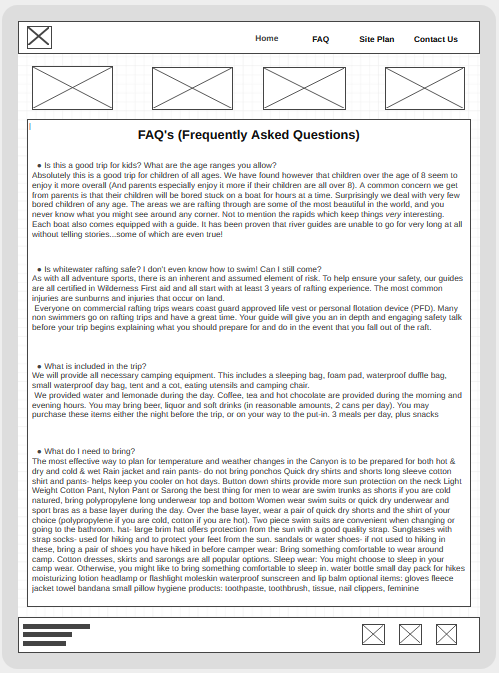 Home FAQ Site Plan Contact Us
FAQ's (Frequently Asked Questions)
● Is this a good trip for kids? What are the age ranges you allow?
Absolutely this is a good trip for children of all ages. We have found however that children over the age of 8 seem to
enjoy it more overall (And parents especially enjoy it more if their children are all over 8). A common concern we get
from parents is that their children will be bored stuck on a boat for hours at a time. Surprisingly we deal with very few
bored children of any age. The areas we are rafting through are some of the most beautiful in the world, and you
never know what you might see around any corner. Not to mention the rapids which keep things very interesting.
Each boat also comes equipped with a guide. It has been proven that river guides are unable to go for very long at all
without telling stories...some of which are even true!
● Is whitewater rafting safe? I don't even know how to swim! Can I still come?
As with all adventure sports, there is an inherent and assumed element of risk. To help ensure your safety, our guides
are all certified in Wilderness First aid and all start with at least 3 years of rafting experience. The most common
injuries are sunburns and injuries that occur on land.
Everyone on commercial rafting trips wears coast guard approved life vest or personal flotation device (PFD). Many
non swimmers go on rafting trips and have a great time. Your guide will give you an in depth and engaging safety talk
before your trip begins explaining what you should prepare for and do in the event that you fall out of the raft.
● What is included in the trip?
We will provide all necessary camping equipment. This includes a sleeping bag, foam pad, waterproof duffle bag,
small waterproof day bag, tent and a cot, eating utensils and camping chair.
We provided water and lemonade during the day. Coffee, tea and hot chocolate are provided during the morning and
evening hours. You may bring beer, liquor and soft drinks (in reasonable amounts, 2 cans per day). You may
purchase these items either the night before the trip, or on your way to the put-in. 3 meals per day, plus snacks
● What do I need to bring?
The most effective way to plan for temperature and weather changes in the Canyon is to be prepared for both hot &
dry and cold & wet Rain jacket and rain pants- do not bring ponchos Quick dry shirts and shorts long sleeve cotton
shirt and pants- helps keep you cooler on hot days. Button down shirts provide more sun protection on the neck Light
Weight Cotton Pant, Nylon Pant or Sarong the best thing for men to wear are swim trunks as shorts if you are cold
natured, bring polypropylene long underwear top and bottom Women wear swim suits or quick dry underwear and
sport bras as a base layer during the day. Over the base layer, wear a pair of quick dry shorts and the shirt of your
choice (polypropylene if you are cold, cotton if you are hot). Two piece swim suits are convenient when changing or
going to the bathroom. hat- large brim hat offers protection from the sun with a good quality strap. Sunglasses with
strap socks- used for hiking and to protect your feet from the sun. sandals or water shoes- if not used to hiking in
these, bring a pair of shoes you have hiked in before camper wear: Bring something comfortable to wear around
camp. Cotton dresses, skirts and sarongs are all popular options. Sleep wear: You might choose to sleep in your
camp wear. Otherwise, you might like to bring something comfortable to sleep in. water bottle small day pack for hikes
moisturizing lotion headlamp or flashlight moleskin waterproof sunscreen and lip balm optional items: gloves fleece
jacket towel bandana small pillow hygiene products: toothpaste, toothbrush, tissue, nail clippers, feminine